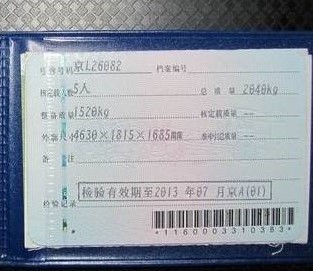 号牌号码 京L26082 档案编号
核定载人数 5人 总质量 2040kg
整备质量 1520kg 核定载质量 --
外廓尺寸 4630×1815×1685 准牵引总质量 --
备注
检验有效期至2013年07月京A(01)
检验记录
*1160003310383*